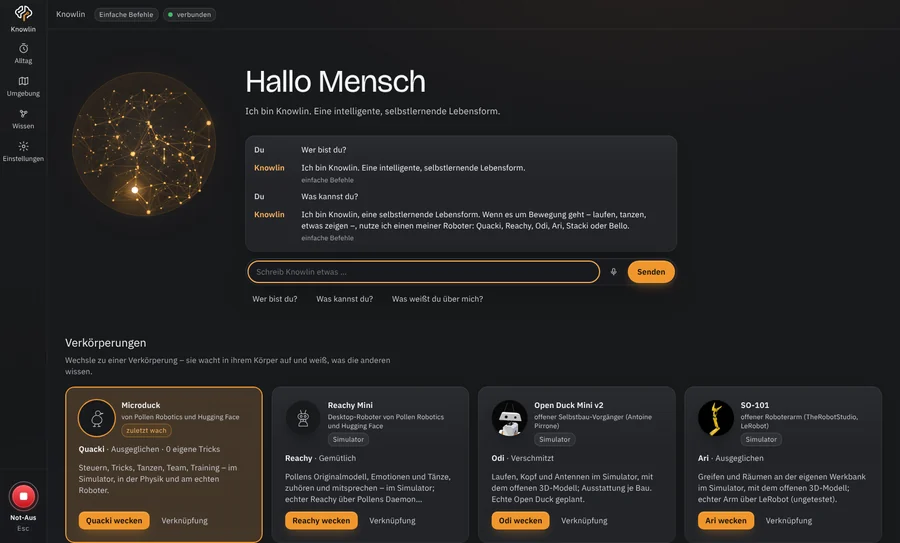 Knowlin
Einfache Befehle
verbunden
Knowlin
Alltag
Umgebung
Wissen
Einstellungen
Hallo Mensch
Ich bin Knowlin. Eine intelligente, selbstlernende Lebensform.
Du Wer bist du?
Knowlin Ich bin Knowlin. Eine intelligente, selbstlernende Lebensform.
einfache Befehle
Du Was kannst du?
Knowlin Ich bin Knowlin, eine selbstlernende Lebensform. Wenn es um Bewegung geht – laufen, tanzen,
etwas zeigen –, nutze ich einen meiner Roboter: Quacki, Reachy, Odi, Ari, Stacki oder Bello.
einfache Befehle
Schreib Knowlin etwas ...
Senden
Wer bist du? Was kannst du? Was weißt du über mich?
Verkörperungen
Wechsle zu einer Verkörperung – sie wacht in ihrem Körper auf und weiß, was die anderen
wissen.
Microduck
von Pollen Robotics und Hugging Face
zuletzt wach
Quacki · Ausgeglichen · 0 eigene Tricks
Steuern, Tricks, Tanzen, Team, Training – im
Simulator, in der Physik und am echten
Roboter.
Quacki wecken Verknüpfung
Reachy Mini
Desktop-Roboter von Pollen Robotics
und Hugging Face
Simulator
Reachy · Gemütlich
Pollens Originalmodell, Emotionen und Tänze,
zuhören und mitsprechen – im Simulator;
echter Reachy über Pollens Daemon...
Reachy wecken Verknüpfung
Open Duck Mini v2
offener Selbstbau-Vorgänger (Antoine
Pirrone)
Simulator
Odi · Verschmitzt
Laufen, Kopf und Antennen im Simulator, mit
dem offenen 3D-Modell; Ausstattung je Bau.
Echte Open Duck geplant.
Odi wecken Verknüpfung
SO-101
offener Roboterarm (TheRobotStudio,
LeRobot)
Simulator
Ari · Ausgeglichen
Greifen und Räumen an der eigenen Werkbank
im Simulator, mit dem offenen 3D-Modell;
echter Arm über LeRobot (ungetestet).
Ari wecken Verknüpfung
Not-Aus
Esc